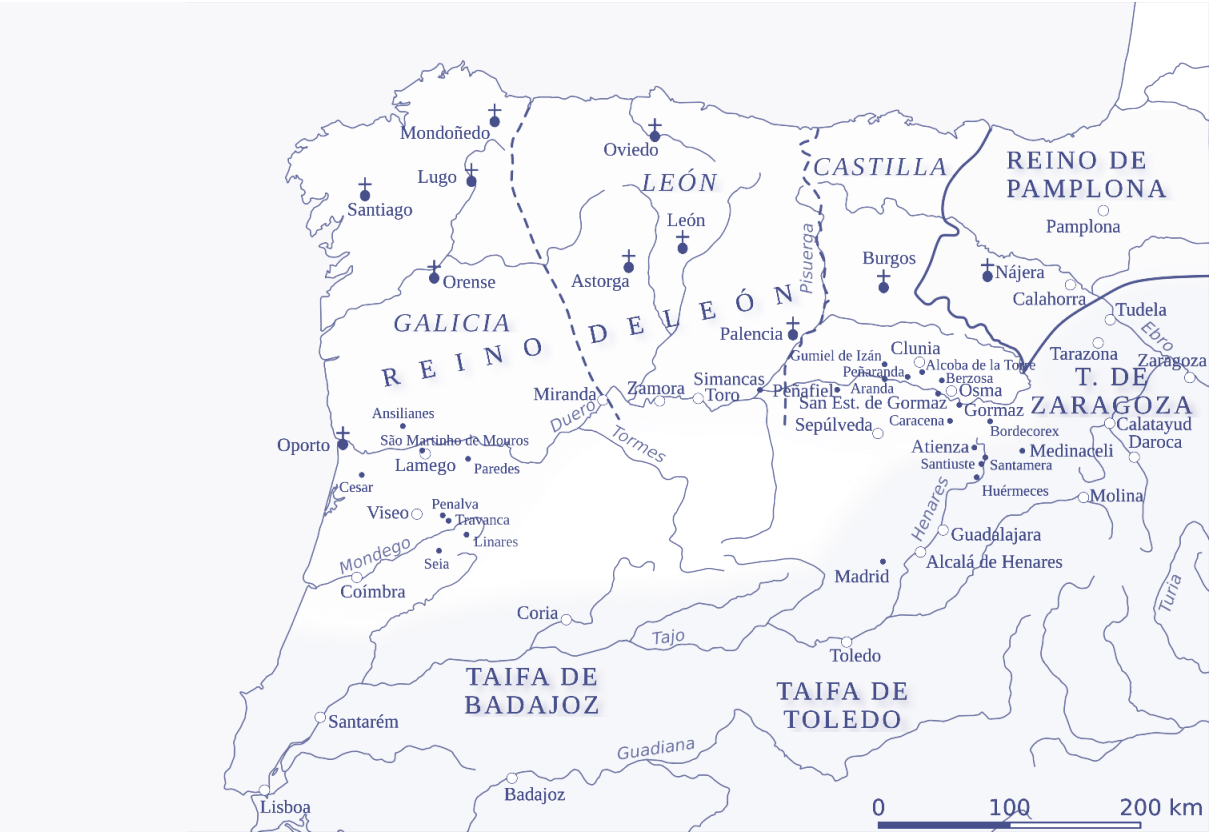 Mondoñedo
Oviedo
CASTILLA
REINO DE
PAMPLONA
Lugo
LEÓN
Santiago
León
Pamplona
Pisuerga
Burgos
Nájera
Orense
Astorga
Calahorra
Tudela
GALICIA
REINO DE LEÓN
Palencia
Ebro
Gumiel de Izán
Clunia
Tarazona
Zaragoza
Peñaranda
Alcoba de la Torre
Berzosa
T. DE
ZARAGOZA
Miranda
Zamora
Simancas
Toro
Peñafiel
Aranda
Osma
San Est. de Gormaz
Gormaz
Duero
Ansilianes
Tormes
Sepúlveda
Caracena
Bordecorex
Calatayud
Daroca
Oporto
São Martinho de Mouros
Lamego
Paredes
Atienza
Medinaceli
Santiuste
Santamera
Cesar
Huérmeces
Molina
Viseo
Penalva
Travanca
Linares
Henares
Guadalajara
Mondego
Seia
Alcalá de Henares
Madrid
Coímbra
Turia
Coria
Tajo
Toledo
TAIFA DE
BADAJOZ
TAIFA DE
TOLEDO
Santarém
Guadiana
Badajoz
Lisboa
0 100 200 km